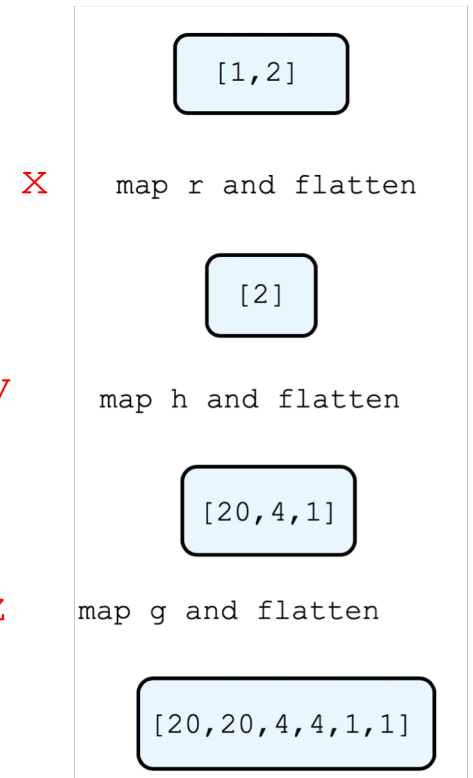 [1,2]
x map r and flatten
[2]
y map h and flatten
[20,4,1]
z map g and flatten
[20,20,4,4,1,1]